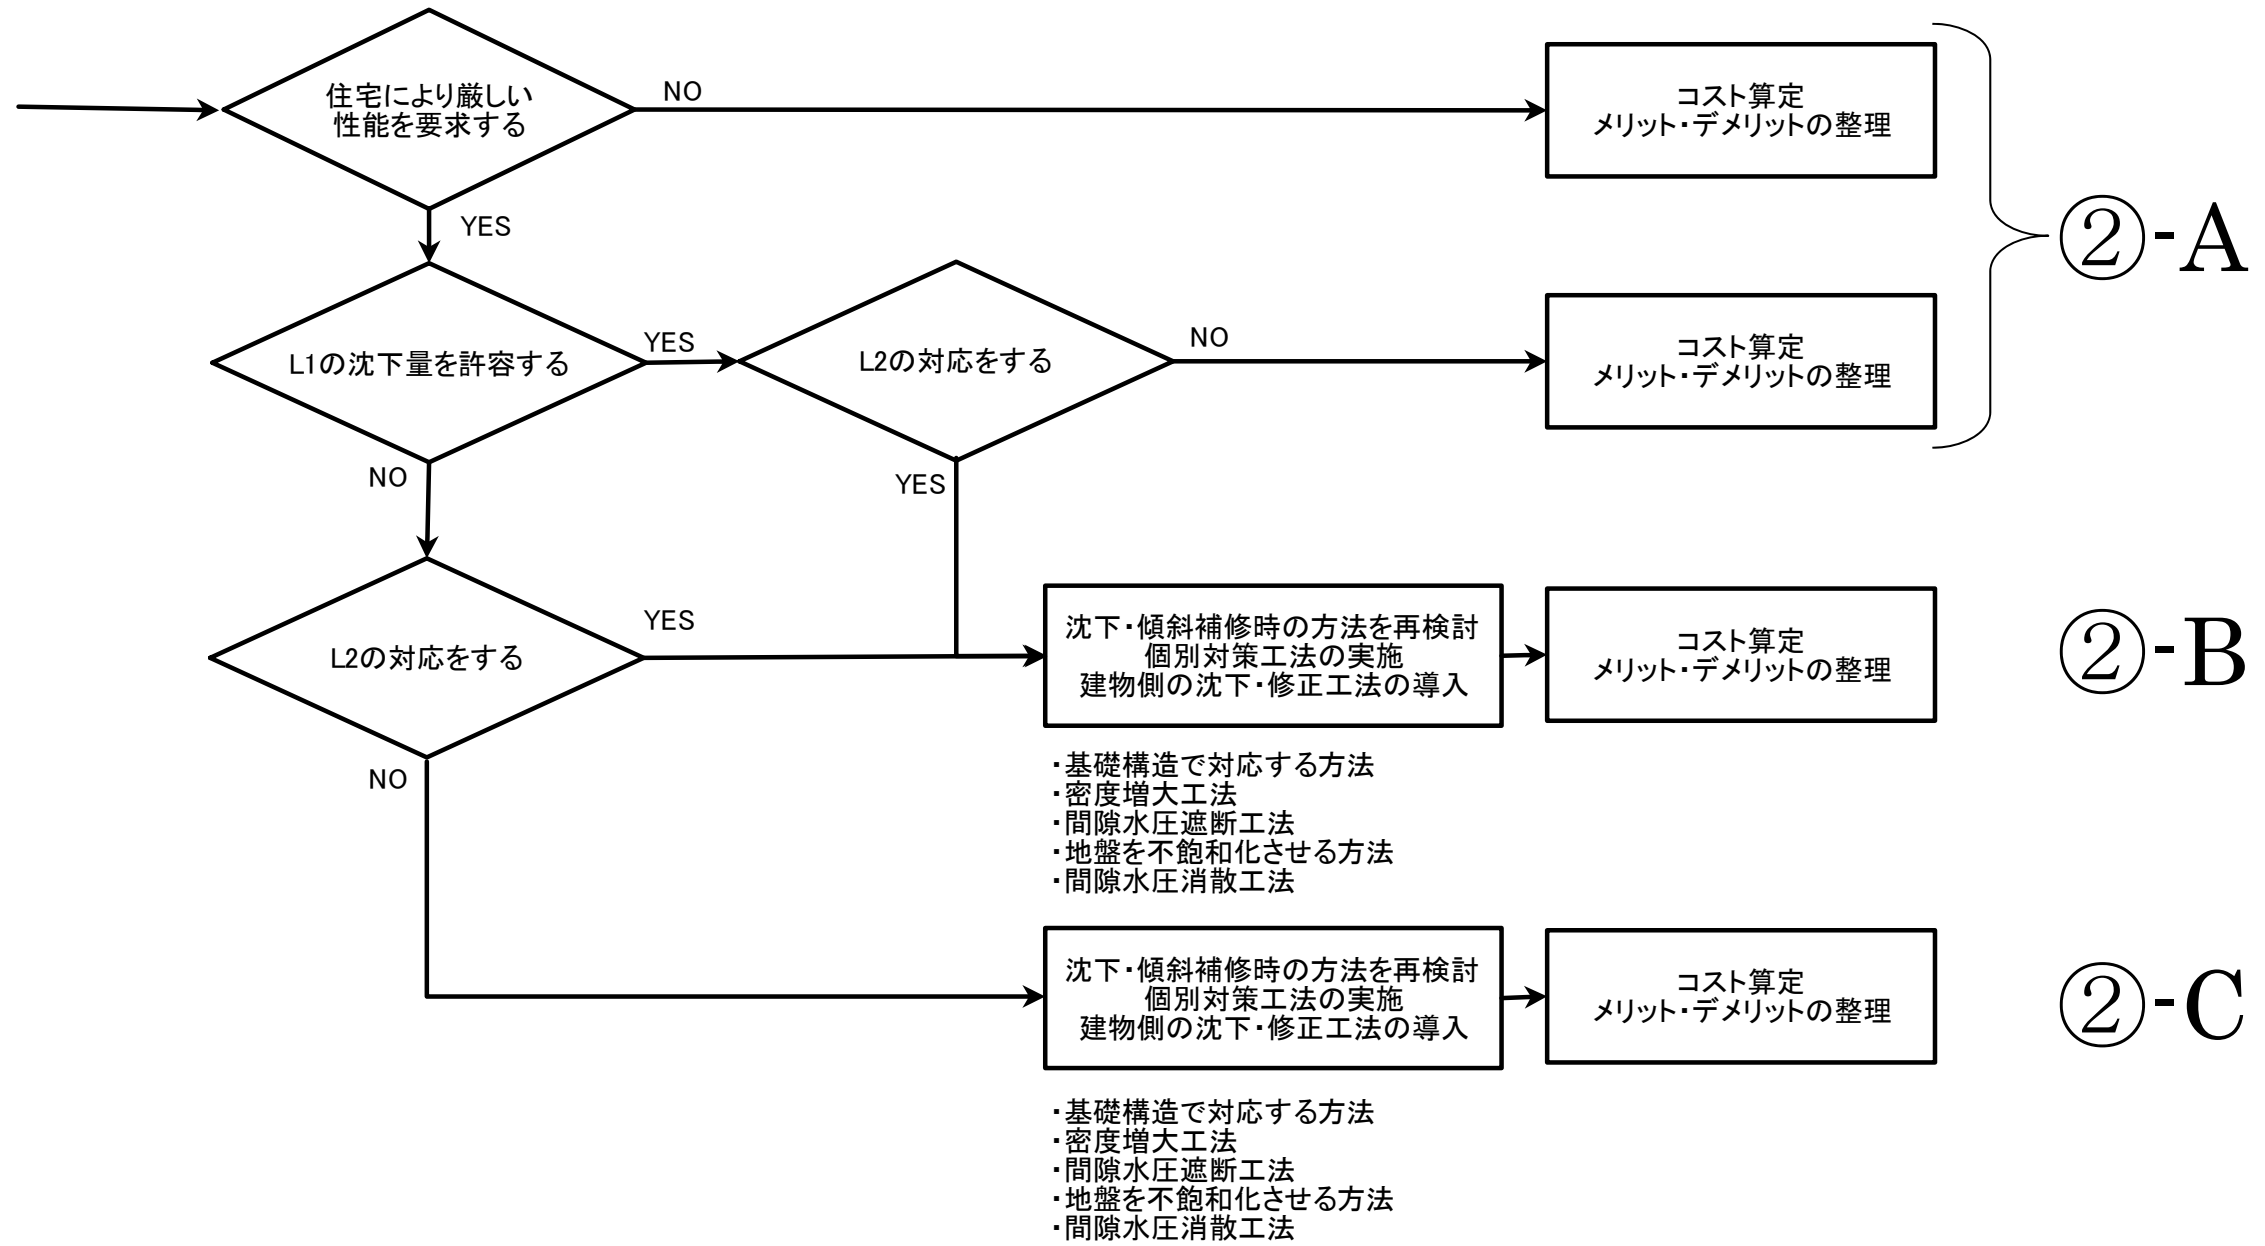 住宅により厳しい
性能を要求する
NO
コスト算定
メリット・デメリットの整理
②-A
YES
L1の沈下量を許容する
YES
L2の対応をする
NO
コスト算定
メリット・デメリットの整理
NO
YES
L2の対応をする
YES
沈下・傾斜補修時の方法を再検討
個別対策工法の実施
建物側の沈下・修正工法の導入
コスト算定
メリット・デメリットの整理
②-B
NO
・基礎構造で対応する方法
・密度増大工法
・間隙水圧遮断工法
・地盤を不飽和化させる方法
・間隙水圧消散工法
沈下・傾斜補修時の方法を再検討
個別対策工法の実施
建物側の沈下・修正工法の導入
コスト算定
メリット・デメリットの整理
②-C
・基礎構造で対応する方法
・密度増大工法
・間隙水圧遮断工法
・地盤を不飽和化させる方法
・間隙水圧消散工法